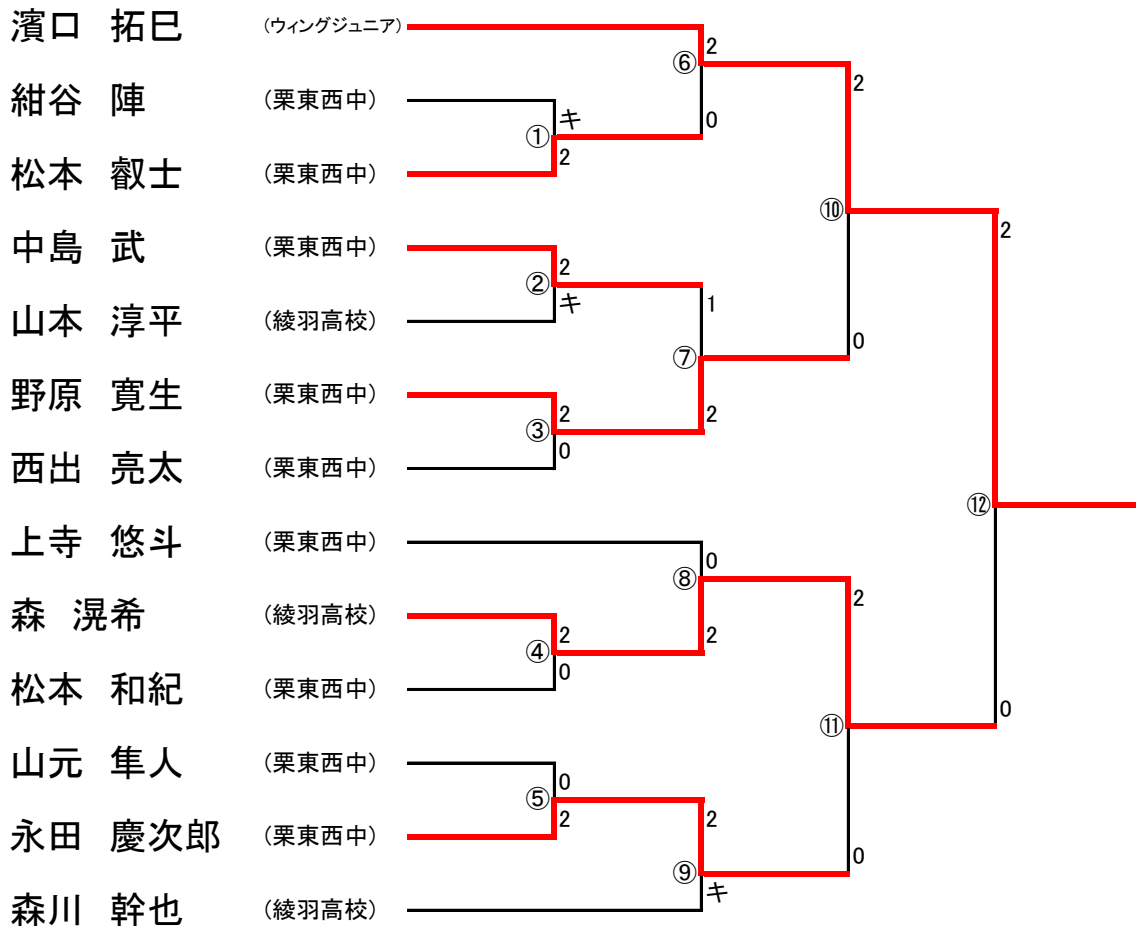 濱口 拓巳 (ウィングジュニア)
2
⑥
紺谷 陣 (栗東西中)
キ
0
2
①
2
松本 叡士 (栗東西中)
⑩
2
中島 武 (栗東西中)
2
②
キ
1
山本 淳平 (綾羽高校)
0
⑦
野原 寛生 (栗東西中)
2
2
③
0
西出 亮太 (栗東西中)
⑫
上寺 悠斗 (栗東西中)
0
⑧
2
森 滉希 (綾羽高校)
2
2
④
0
松本 和紀 (栗東西中)
0
⑪
山元 隼人 (栗東西中)
0
⑤
2
2
永田 慶次郎 (栗東西中)
0
⑨
キ
森川 幹也 (綾羽高校)